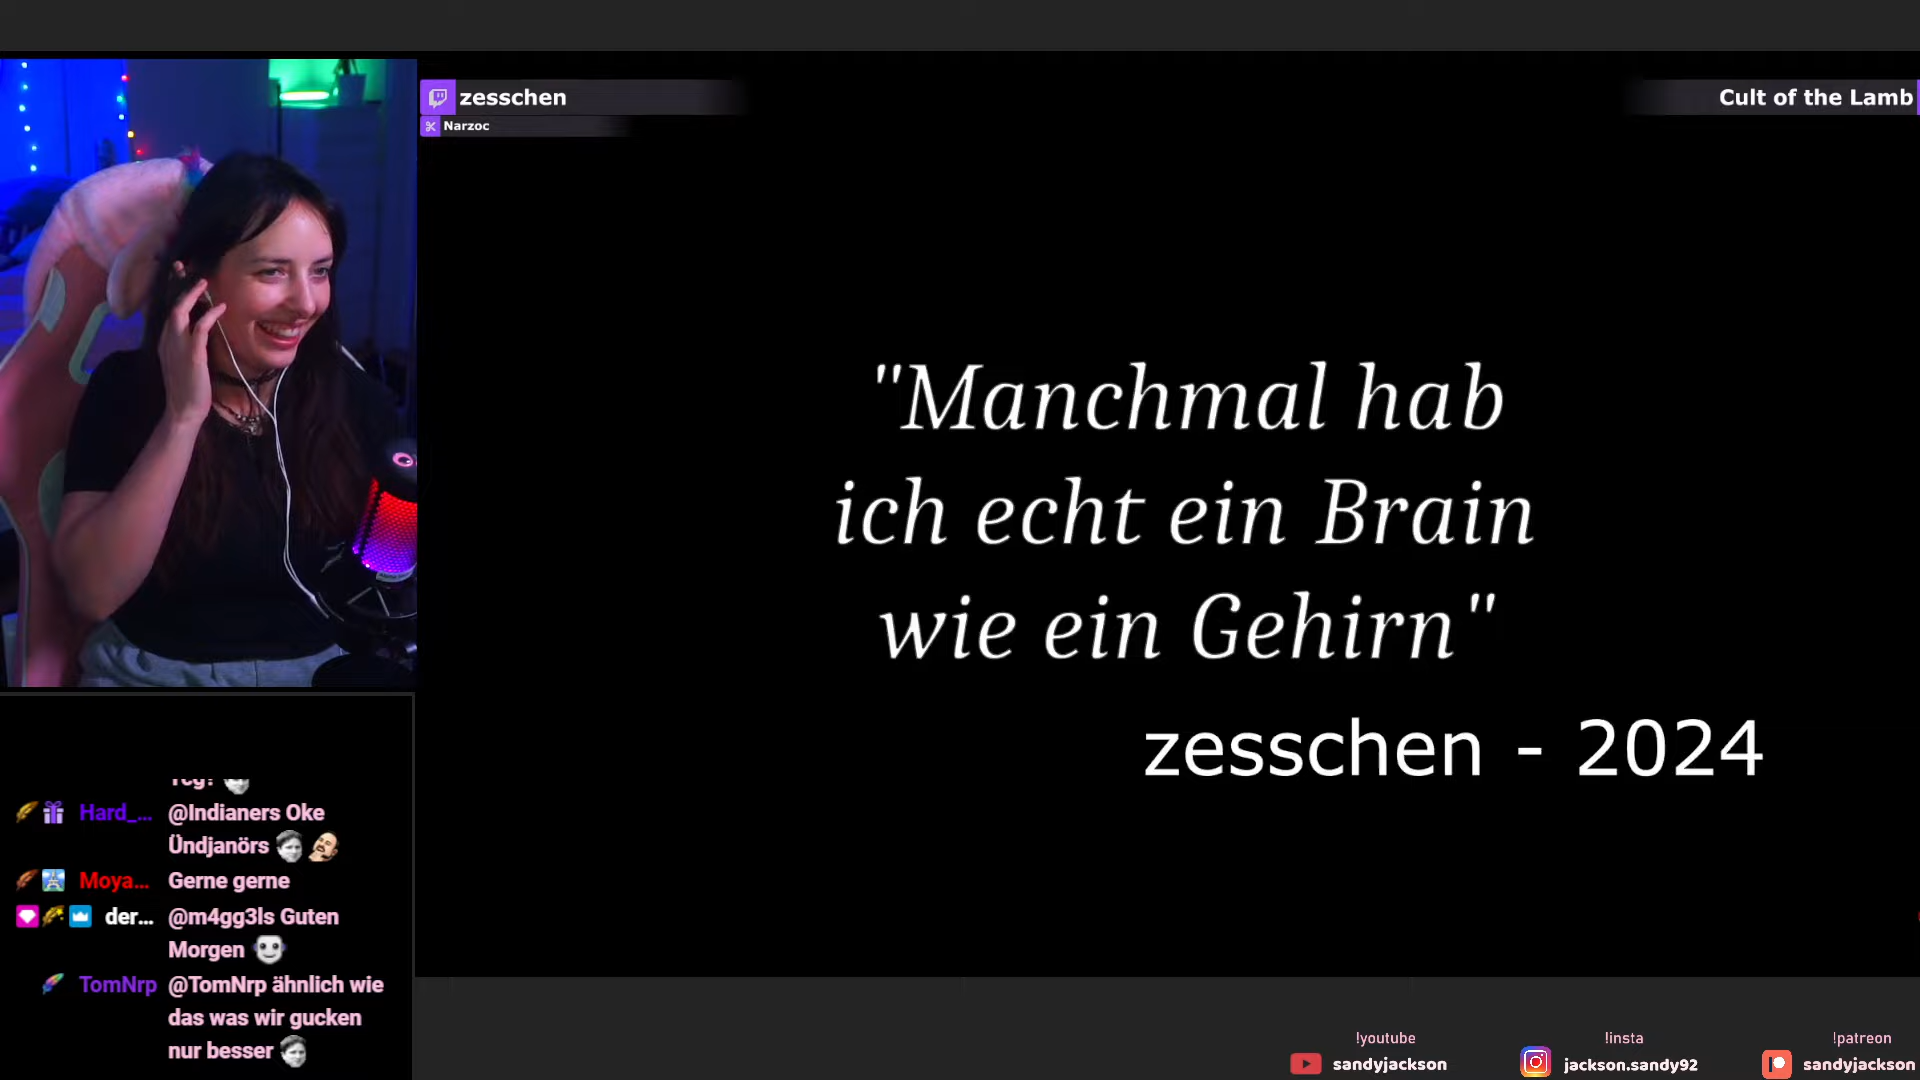 zesschen
Narzoc
Cult of the Lamb
"Manchmal hab
ich echt ein Brain
wie ein Gehirn"
zesschen - 2024
Hard_... @Indianers Oke
Ündjanörs
Moya... Gerne gerne
der... @m4gg3ls Guten
Morgen
TomNrp @TomNrp ähnlich wie
das was wir gucken
nur besser
!youtube
sandyjackson
!insta
jackson.sandy92
!patreon
sandyjackson